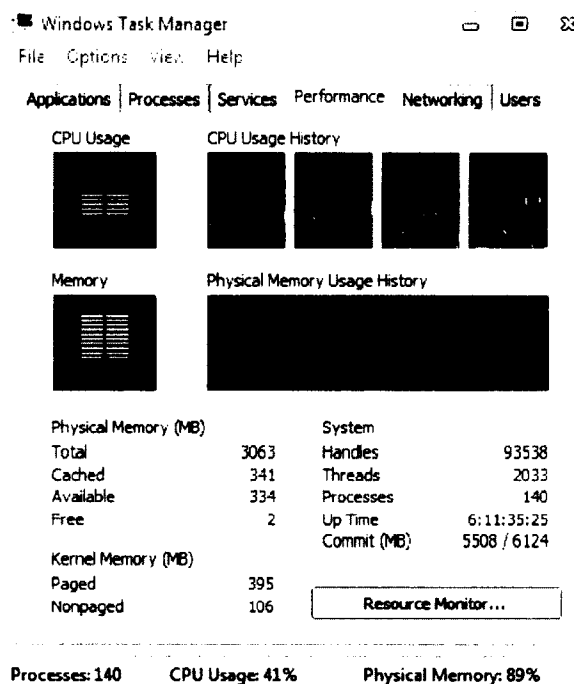 Windows Task Manager
File Options View Help
Applications Processes Services Performance Networking Users
CPU Usage CPU Usage History
Memory Physical Memory Usage History
Physical Memory (MB)
Total 3063
Cached 341
Available 334
Free 2
Kernel Memory (MB)
Paged 395
Nonpaged 106
System
Handles 93538
Threads 2033
Processes 140
Up Time 6:11:35:25
Commit (MB) 5508 / 6124
Resource Monitor...
Processes: 140 CPU Usage: 41% Physical Memory: 89%